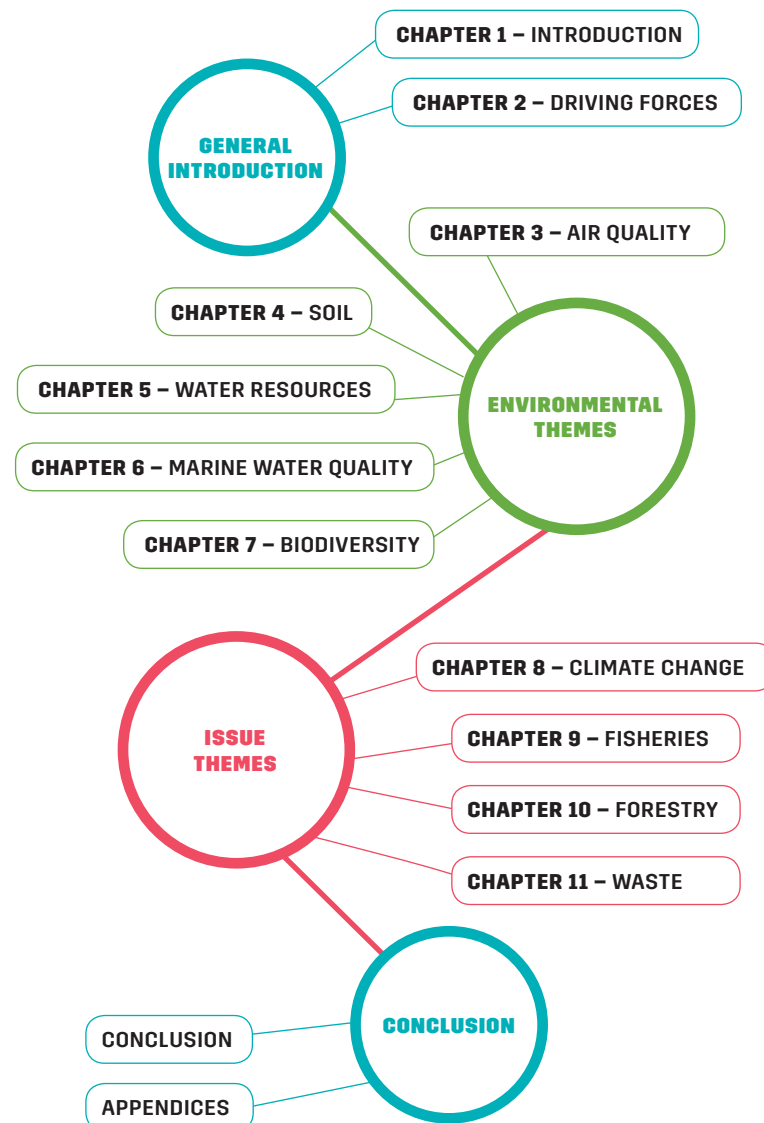 CHAPTER 1 – INTRODUCTION
CHAPTER 2 – DRIVING FORCES
GENERAL
INTRODUCTION
CHAPTER 3 – AIR QUALITY
CHAPTER 4 – SOIL
CHAPTER 5 – WATER RESOURCES
ENVIRONMENTAL
THEMES
CHAPTER 6 – MARINE WATER QUALITY
CHAPTER 7 – BIODIVERSITY
CHAPTER 8 – CLIMATE CHANGE
ISSUE
THEMES
CHAPTER 9 – FISHERIES
CHAPTER 10 – FORESTRY
CHAPTER 11 – WASTE
CONCLUSION
CONCLUSION
APPENDICES